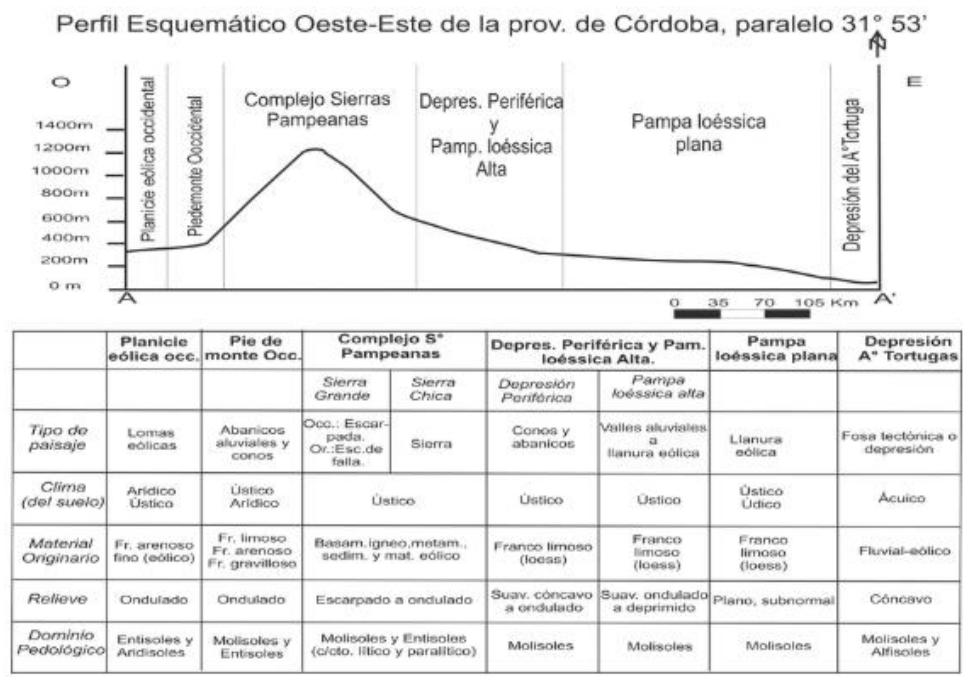 Perfil Esquemático Oeste-Este de la prov. de Córdoba, paralelo 31° 53'
N
O
E
Planicie eólica occidental
Piedemonte Occidental
Complejo Sierras
Pampeanas
Depres. Periférica
y
Pamp. loéssica
Alta
Pampa loéssica
plana
Depresión del A°Tortuga
1400m
1200m
1000m
800m
600m
400m
200m
0 m
A
A'
0 35 70 105 Km
Planicie
eólica occ.
Pie de
monte Occ.
Complejo S°
Pampeanas
Depres. Periférica y Pam.
loéssica Alta.
Pampa
loéssica plana
Depresión
A° Tortugas
Sierra
Grande
Sierra
Chica
Depresión
Periférica
Pampa
loéssica alta
Tipo de
paisaje
Lomas
eólicas
Abanicos
aluviales y
conos
Occ.: Escar-
pada.
Or.:Esc.de
falla.
Sierra
Conos y
abanicos
Valles aluviales
a
llanura eólica
Llanura
eólica
Fosa tectónica o
depresión
Clima
(del suelo)
Arídico
Ústico
Ústico
Arídico
Ústico
Ústico
Ústico
Ústico
Údico
Ácuico
Material
Originario
Fr. arenoso
fino (eólico)
Fr. limoso
Fr. arenoso
Fr. gravilloso
Basam.igneo,metam.,
sedim. y mat. eólico
Franco limoso
(loess)
Franco
limoso
(loess)
Franco
limoso
(loess)
Fluvial-eólico
Relieve
Ondulado
Ondulado
Escarpado a ondulado
Suav. cóncavo
a ondulado
Suav. ondulado
a deprimido
Plano, subnormal
Cóncavo
Dominio
Pedológico
Entisoles y
Aridisoles
Molisoles y
Entisoles
Molisoles y Entisoles
(c/cto. lítico y paralítico)
Molisoles
Molisoles
Molisoles
Molisoles y
Alfisoles